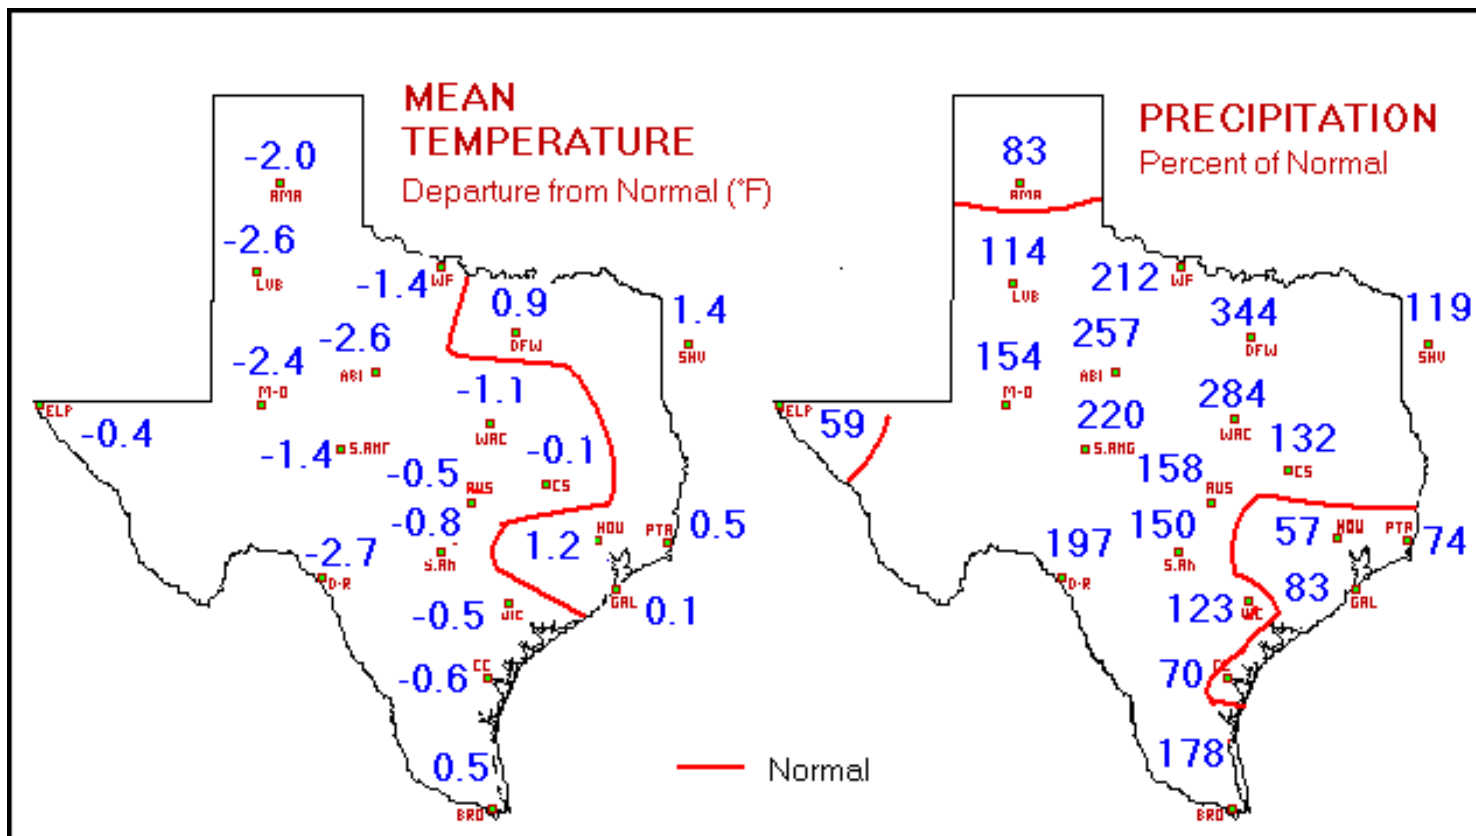 MEAN
TEMPERATURE
Departure from Normal (°F)
-2.0
AMA
-2.6
LUB
-1.4
WF
0.9
DFW
1.4
SHV
-2.4
M-O
-2.6
ABI
-1.1
WAC
ELP
-0.4
-1.4
S.ANG
-0.5
AUS
-0.1
CS
-0.8
S.AN
HOU
1.2
PTA
0.5
-2.7
D-R
-0.5
VIC
GAL
0.1
CC
-0.6
0.5
BRO
PRECIPITATION
Percent of Normal
83
AMA
114
LUB
212
WF
344
DFW
119
SHV
154
M-O
257
ABI
284
WAC
ELP
59
220
S.ANG
132
CS
158
AUS
150
S.AN
57
HOU
PTA
74
197
D-R
123
83
GAL
70
178
BRO
Normal